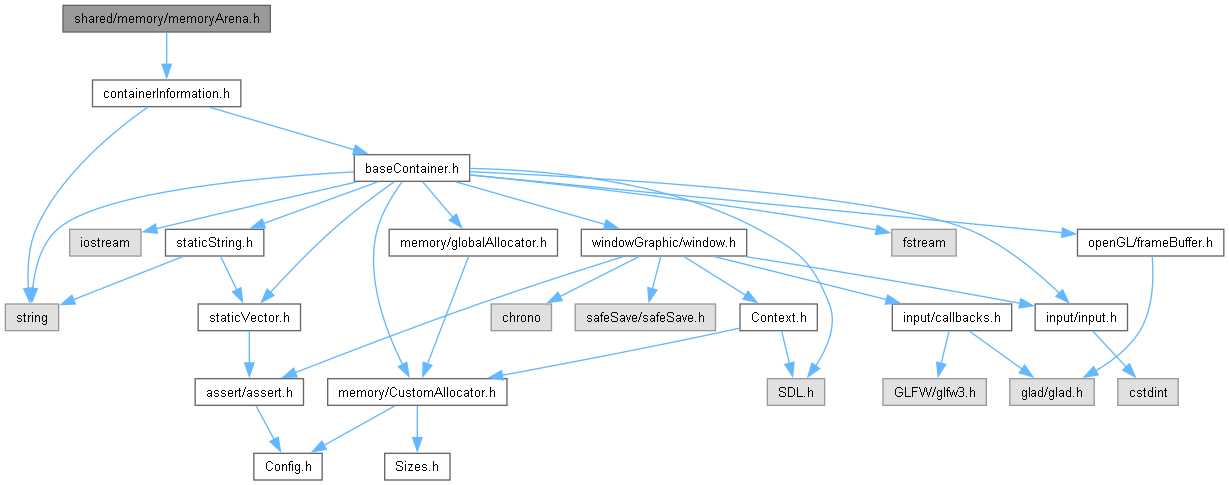 shared/memory/memoryArena.h
containerInformation.h
baseContainer.h
iostream
staticString.h
memory/globalAllocator.h
windowGraphic/window.h
fstream
openGL/frameBuffer.h
string
staticVector.h
chrono
safeSave/safeSave.h
Context.h
input/callbacks.h
input/input.h
assert/assert.h
memory/CustomAllocator.h
SDL.h
GLFW/glfw3.h
glad/glad.h
cstdint
Config.h
Sizes.h